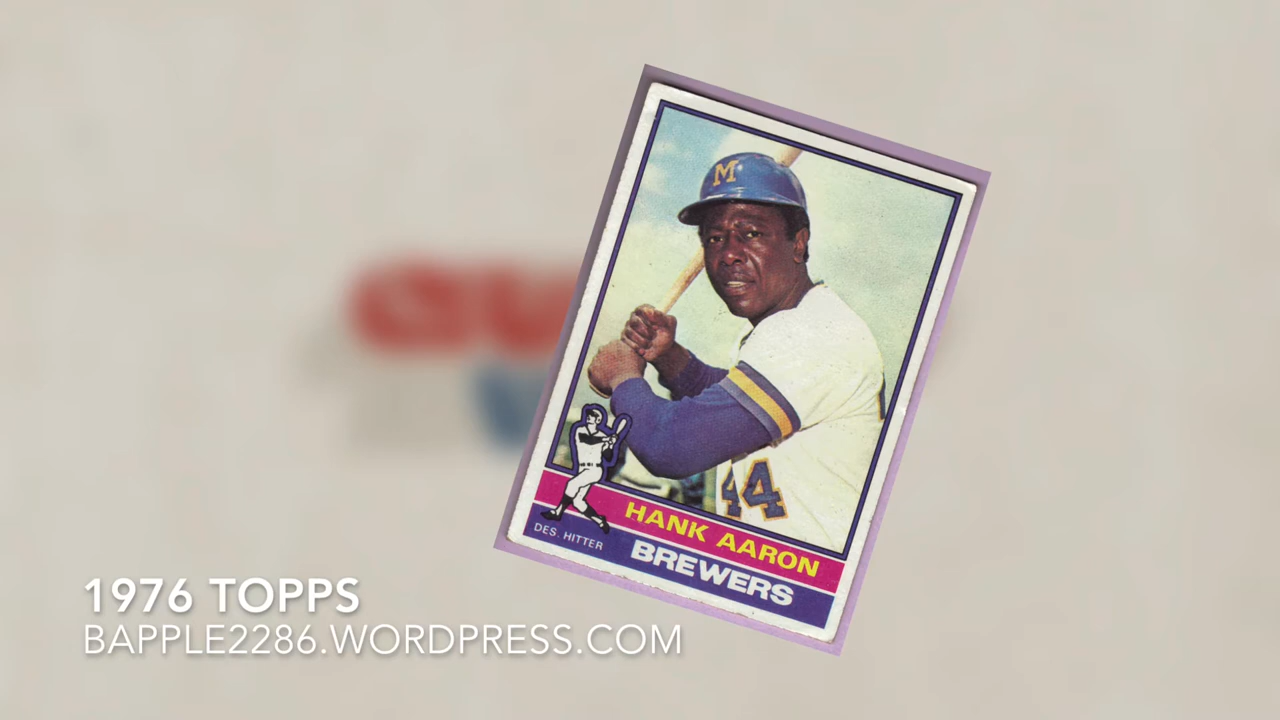 M
44
HANK AARON
DES. HITTER
BREWERS
1976 TOPPS
BAPPLE2286.WORDPRESS.COM